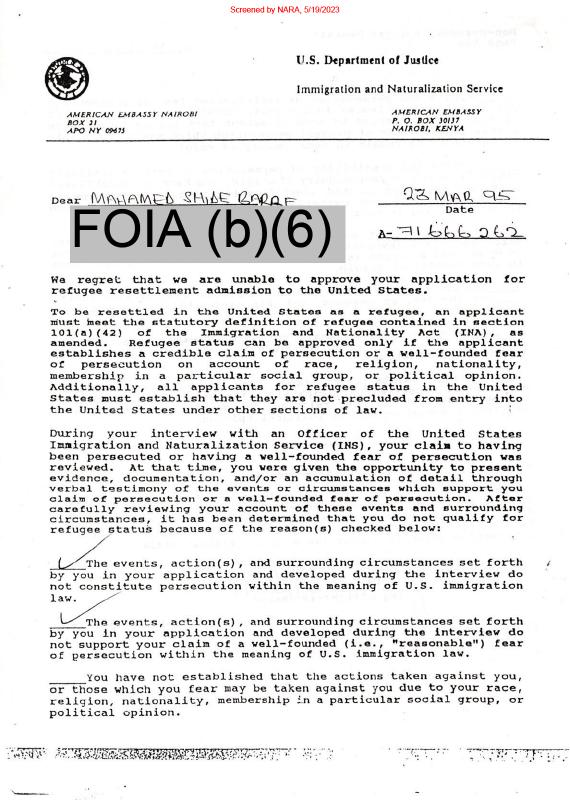 Screened by NARA, 5/19/2023
U.S. Department of Justice
Immigration and Naturalization Service
AMERICAN EMBASSY NAIROBI
BOX 21
APO NY 09675
AMERICAN EMBASSY
P. O. BOX 30137
NAIROBI, KENYA
Dear MAHAMED SHIDE BARRE
23 MAR 95
Date
FOIA (b)(6)
A- 71 666 262
We regret that we are unable to approve your application for
refugee resettlement admission to the United States.
To be resettled in the United States as a refugee, an applicant
must meet the statutory definition of refugee contained in section
101(a)(42) of the Immigration and Nationality Act (INA), as
amended. Refugee status can be approved only if the applicant
establishes a credible claim of persecution or a well-founded fear
of persecution on account of race, religion, nationality,
membership in a particular social group, or political opinion.
Additionally, all applicants for refugee status in the United
States must establish that they are not precluded from entry into
the United States under other sections of law.
During your interview with an Officer of the United States
Immigration and Naturalization Service (INS), your claim to having
been persecuted or having a well-founded fear of persecution was
reviewed. At that time, you were given the opportunity to present
evidence, documentation, and/or an accumulation of detail through
verbal testimony of the events or circumstances which support you
claim of persecution or a well-founded fear of persecution. After
carefully reviewing your account of these events and surrounding
circumstances, it has been determined that you do not qualify for
refugee status because of the reason(s) checked below:
The events, action(s), and surrounding circumstances set forth
by you in your application and developed during the interview do
not constitute persecution within the meaning of U.S. immigration
law.
The events, action(s), and surrounding circumstances set forth
by you in your application and developed during the interview do
not support your claim of a well-founded (i.e., "reasonable") fear
of persecution within the meaning of U.S. immigration law.
You have not established that the actions taken against you,
or those which you fear may be taken against you due to your race,
religion, nationality, membership in a particular social group, or
political opinion.